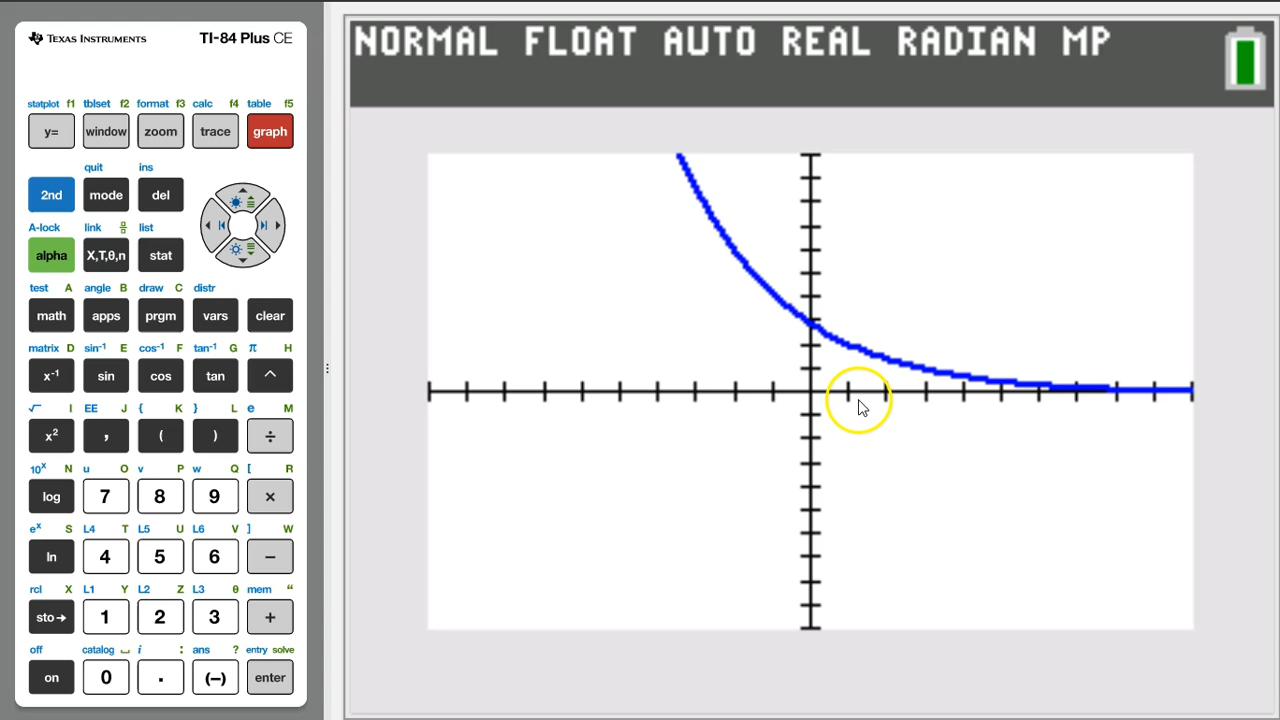 TEXAS INSTRUMENTS TI-84 Plus CE
NORMAL FLOAT AUTO REAL RADIAN MP
statplot f1 tblset f2 format f3 calc f4 table f5
y= window zoom trace graph
quit ins
2nd mode del
A-lock link list
alpha X,T,θ,n stat
test A angle B draw C distr
math apps prgm vars clear
matrix D sin⁻¹ E cos⁻¹ F tan⁻¹ G π H
x⁻¹ sin cos tan ^
√ I EE J { K } L e M
x² , ( ) ÷
10ˣ N u O v P w Q [ R
log 7 8 9 ×
eˣ S L4 T L5 U L6 V ] W
ln 4 5 6 −
rcl X L1 Y L2 Z L3 θ mem “
sto→ 1 2 3 +
off catalog ⎵ i : ans ? entry solve
on 0 . (−) enter